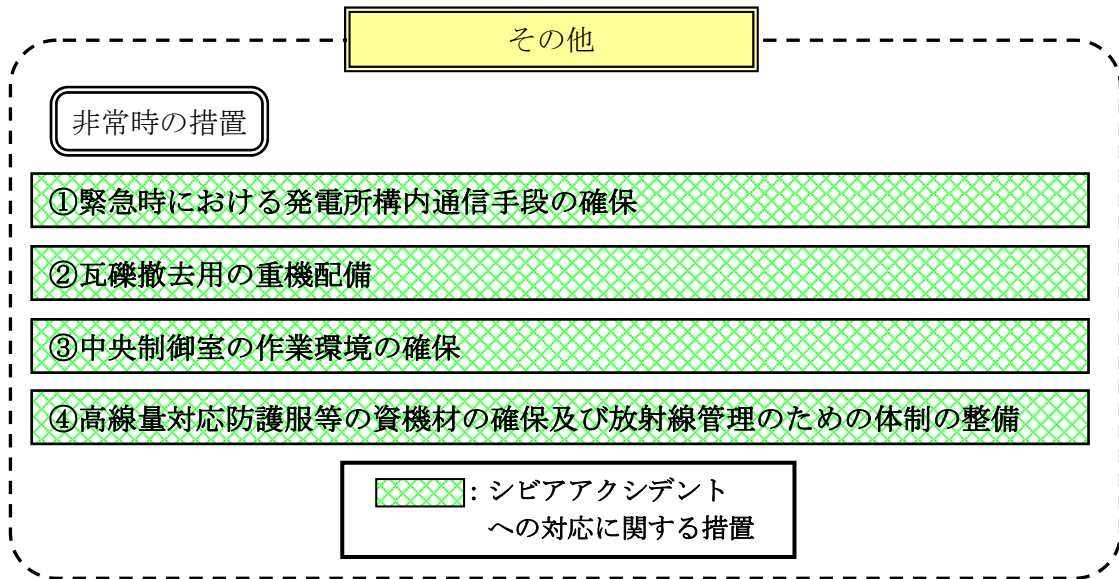 その他
非常時の措置
①緊急時における発電所構内通信手段の確保
②瓦礫撤去用の重機配備
③中央制御室の作業環境の確保
④高線量対応防護服等の資機材の確保及び放射線管理のための体制の整備
：シビアアクシデント
への対応に関する措置